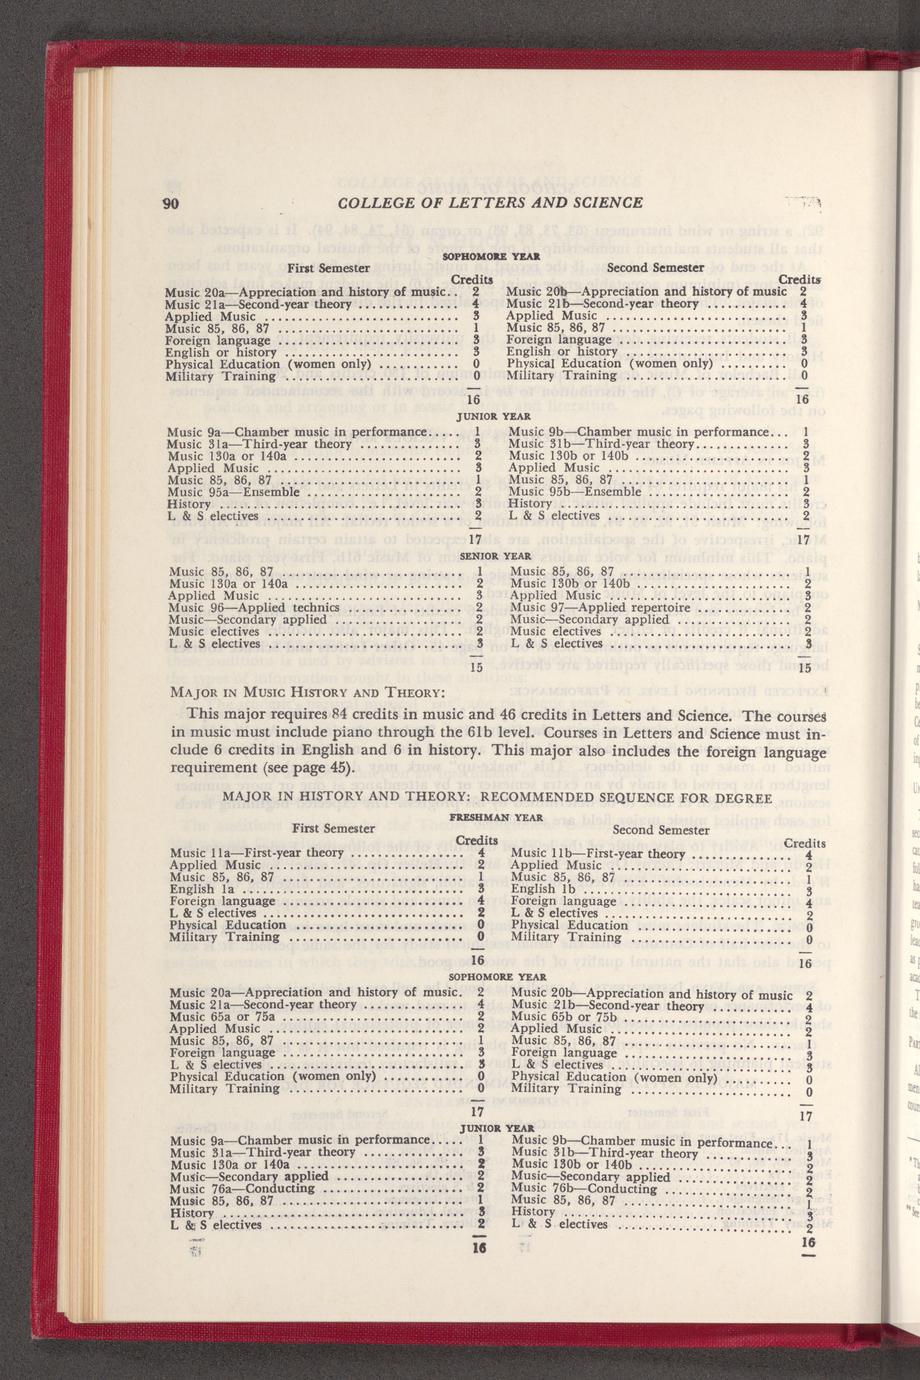 90 COLLEGE OF LETTERS AND SCIENCE
SOPHOMORE YEAR
First Semester Second Semester
Credits Credits
Music 20a—Appreciation and history of music.. 2 Music 20b—Appreciation and history of music 2
Music 21a—Second-year theory .............. 4 Music 21b—Second-year theory ........... 4
Applied Music ............................ 3 Applied Music ........................ 3
Music 85, 86, 87 .......................... 1 Music 85, 86, 87 ........................ 1
Foreign language .......................... 3 Foreign language ........................ 3
English or history ......................... 3 English or history ....................... 3
Physical Education (women only) ............ 0 Physical Education (women only) .......... 0
Military Training ......................... 0 Military Training ....................... 0
16 16
JUNIOR YEAR
Music 9a—Chamber music in performance..... 1 Music 9b—Chamber music in performance... 1
Music 31a—Third-year theory ............... 3 Music 31b—Third-year theory............. 3
Music 130a or 140a ........................ 2 Music 130b or 140b ...................... 2
Applied Music ............................ 3 Applied Music .......................... 3
Music 85, 86, 87 .......................... 1 Music 85, 86, 87 ........................ 1
Music 95a—Ensemble ...................... 2 Music 95b—Ensemble .................... 2
History ................................... 3 History ................................. 3
L & S electives ............................ 2 L & S electives .......................... 2
17 17
SENIOR YEAR
Music 85, 86, 87 .......................... 1 Music 85, 86, 87 ........................ 1
Music 130a or 140a ........................ 2 Music 130b or 140b ...................... 2
Applied Music ............................ 3 Applied Music .......................... 3
Music 96—Applied technics ................. 2 Music 97—Applied repertoire ............. 2
Music—Secondary applied .................. 2 Music—Secondary applied ................ 2
Music electives ............................ 2 Music electives .......................... 2
L & S electives ............................ 3 L & S electives .......................... 3
15 15
MAJOR IN MUSIC HISTORY AND THEORY:
This major requires 84 credits in music and 46 credits in Letters and Science. The courses
in music must include piano through the 61b level. Courses in Letters and Science must in-
clude 6 credits in English and 6 in history. This major also includes the foreign language
requirement (see page 45).
MAJOR IN HISTORY AND THEORY: RECOMMENDED SEQUENCE FOR DEGREE
FRESHMAN YEAR
First Semester Second Semester
Credits Credits
Music 11a—First-year theory ................ 4 Music 11b—First-year theory .............. 4
Applied Music ............................ 2 Applied Music .......................... 2
Music 85, 86, 87 .......................... 1 Music 85, 86, 87 ........................ 1
English 1a ................................ 3 English 1b .............................. 3
Foreign language .......................... 4 Foreign language ........................ 4
L & S electives ............................ 2 L & S electives .......................... 2
Physical Education ......................... 0 Physical Education ...................... 0
Military Training ......................... 0 Military Training ....................... 0
16 16
SOPHOMORE YEAR
Music 20a—Appreciation and history of music. 2 Music 20b—Appreciation and history of music 2
Music 21a—Second-year theory .............. 4 Music 21b—Second-year theory ........... 4
Music 65a or 75a .......................... 2 Music 65b or 75b ........................ 2
Applied Music ............................ 2 Applied Music .......................... 2
Music 85, 86, 87 .......................... 1 Music 85, 86, 87 ........................ 1
Foreign language .......................... 3 Foreign language ........................ 3
L & S electives ............................ 3 L & S electives .......................... 3
Physical Education (women only) ............ 0 Physical Education (women only) .......... 0
Military Training ......................... 0 Military Training ....................... 0
17 17
JUNIOR YEAR
Music 9a—Chamber music in performance..... 1 Music 9b—Chamber music in performance... 1
Music 31a—Third-year theory ............... 3 Music 31b—Third-year theory ............. 3
Music 130a or 140a ........................ 2 Music 130b or 140b ...................... 2
Music—Secondary applied .................. 2 Music—Secondary applied ................ 2
Music 76a—Conducting .................... 2 Music 76b—Conducting .................. 2
Music 85, 86, 87 .......................... 1 Music 85, 86, 87 ........................ 1
History ................................... 3 History ................................. 3
L & S electives ............................ 2 L & S electives .......................... 2
16 16